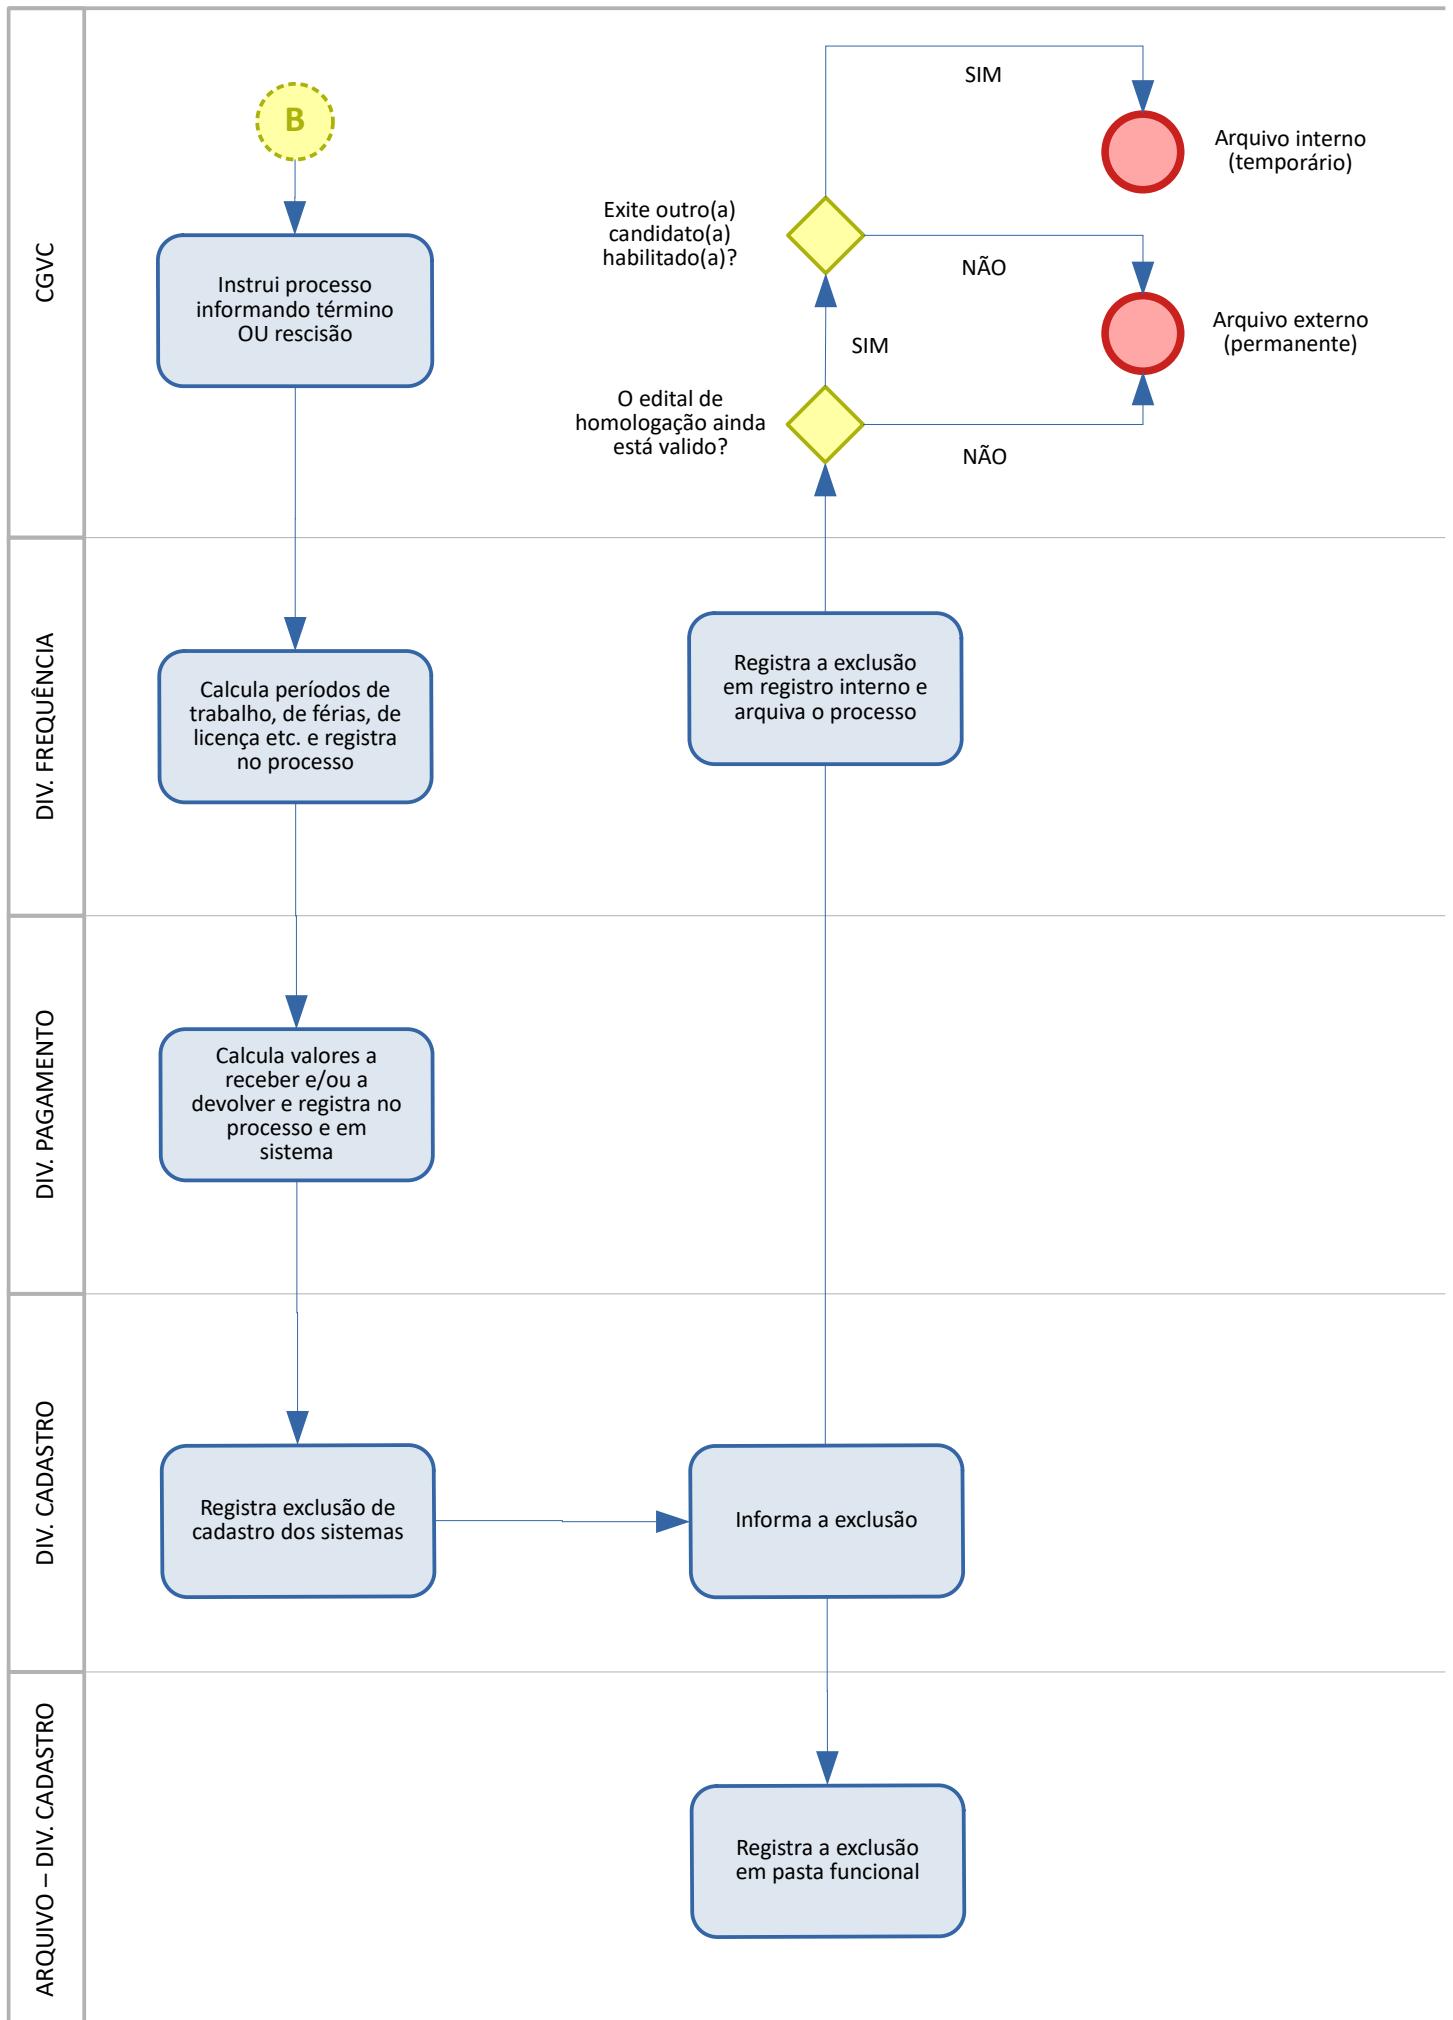 CGVC
B
Instrui processo
informando término
OU rescisão
Exite outro(a)
candidato(a)
habilitado(a)?
SIM
Arquivo interno
(temporário)
NÃO
Arquivo externo
(permanente)
SIM
O edital de
homologação ainda
está valido?
NÃO
DIV. FREQUÊNCIA
Calcula períodos de
trabalho, de férias, de
licença etc. e registra
no processo
Registra a exclusão
em registro interno e
arquiva o processo
DIV. PAGAMENTO
Calcula valores a
receber e/ou a
devolver e registra no
processo e em
sistema
DIV. CADASTRO
Registra exclusão de
cadastro dos sistemas
Informa a exclusão
ARQUIVO – DIV. CADASTRO
Registra a exclusão
em pasta funcional